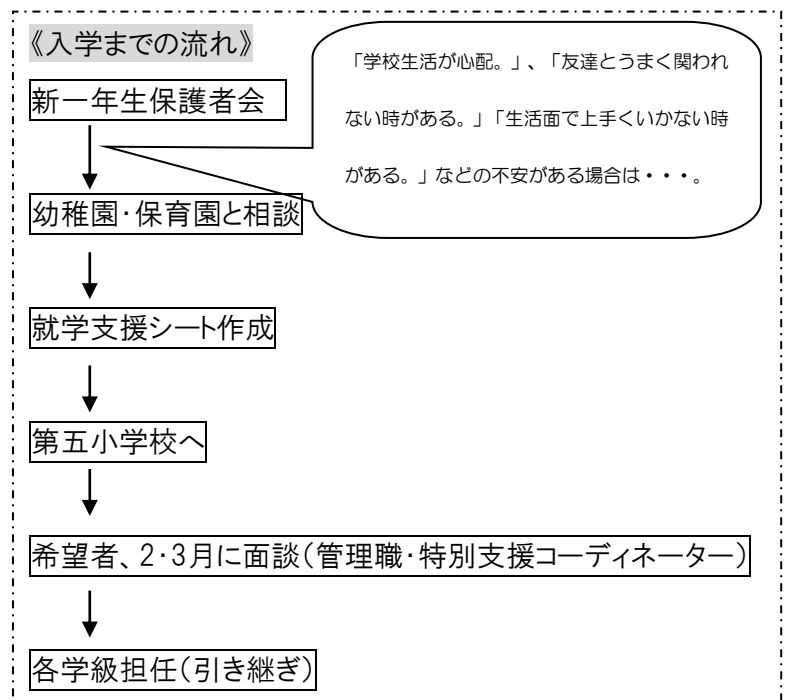 《入学までの流れ》
「学校生活が心配。」、「友達とうまく関われ
ない時がある。」「生活面で上手くいかない時
がある。」などの不安がある場合は・・・。
新一年生保護者会
幼稚園・保育園と相談
就学支援シート作成
第五小学校へ
希望者、2・3月に面談(管理職・特別支援コーディネーター)
各学級担任(引き継ぎ)